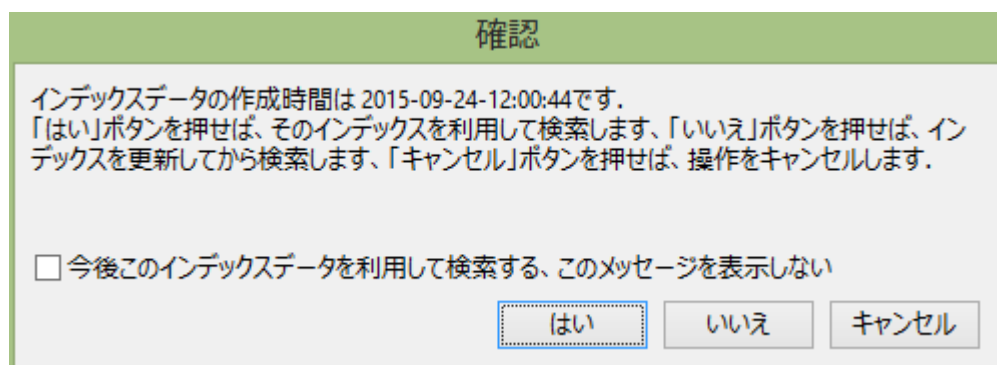 確認
インデックスデータの作成時間は 2015-09-24-12:00:44です.
「はい」ボタンを押せば、そのインデックスを利用して検索します、「いいえ」ボタンを押せば、イン
デックスを更新してから検索します、「キャンセル」ボタンを押せば、操作をキャンセルします.
今後このインデックスデータを利用して検索する、このメッセージを表示しない
はい いいえ キャンセル